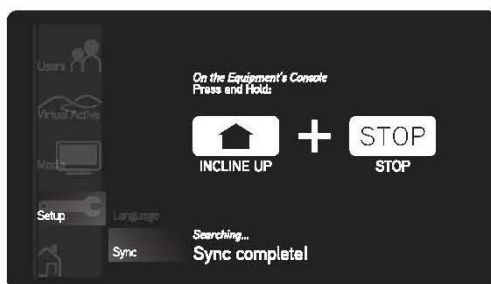 Users
Virtual Active
Media
Setup
Language
Sync
On the Equipment's Console
Press and Hold:
STOP
INCLINE UP
STOP
Searching...
Sync complete!